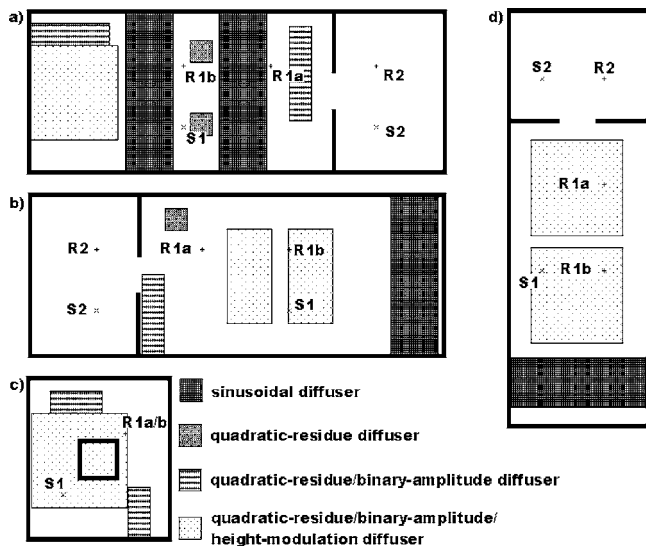 a)
R1b
R1a
R2
S1
S2
b)
R2
R1a
R1b
S2
S1
c)
R1a/b
S1
d)
S2
R2
R1a
R1b
S1
sinusoidal diffuser
quadratic-residue diffuser
quadratic-residue/binary-amplitude diffuser
quadratic-residue/binary-amplitude/
height-modulation diffuser